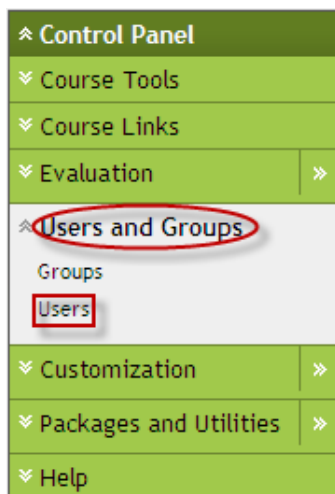 Control Panel
Course Tools
Course Links
Evaluation
Users and Groups
Groups
Users
Customization
Packages and Utilities
Help